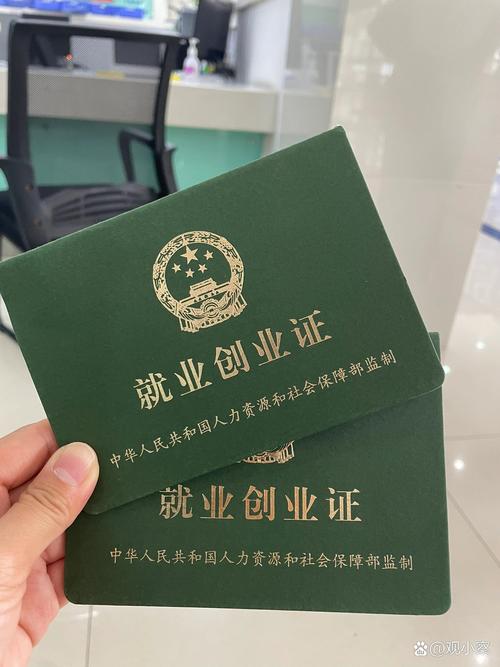 就业创业证
中华人民共和国人力资源和社会保障部监制
就业创业证
中华人民共和国人力资源和社会保障部监制
观小容